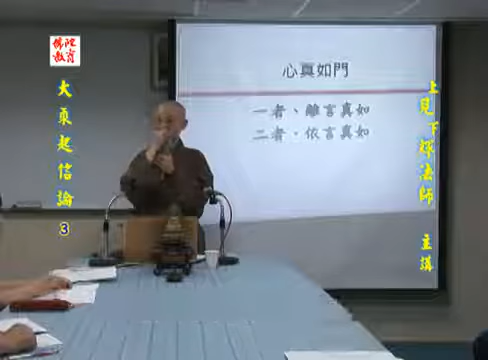 佛陀
教育
大乘起信論
3
心真如門
一者、離言真如
二者、依言真如
上見下輝法師 主講